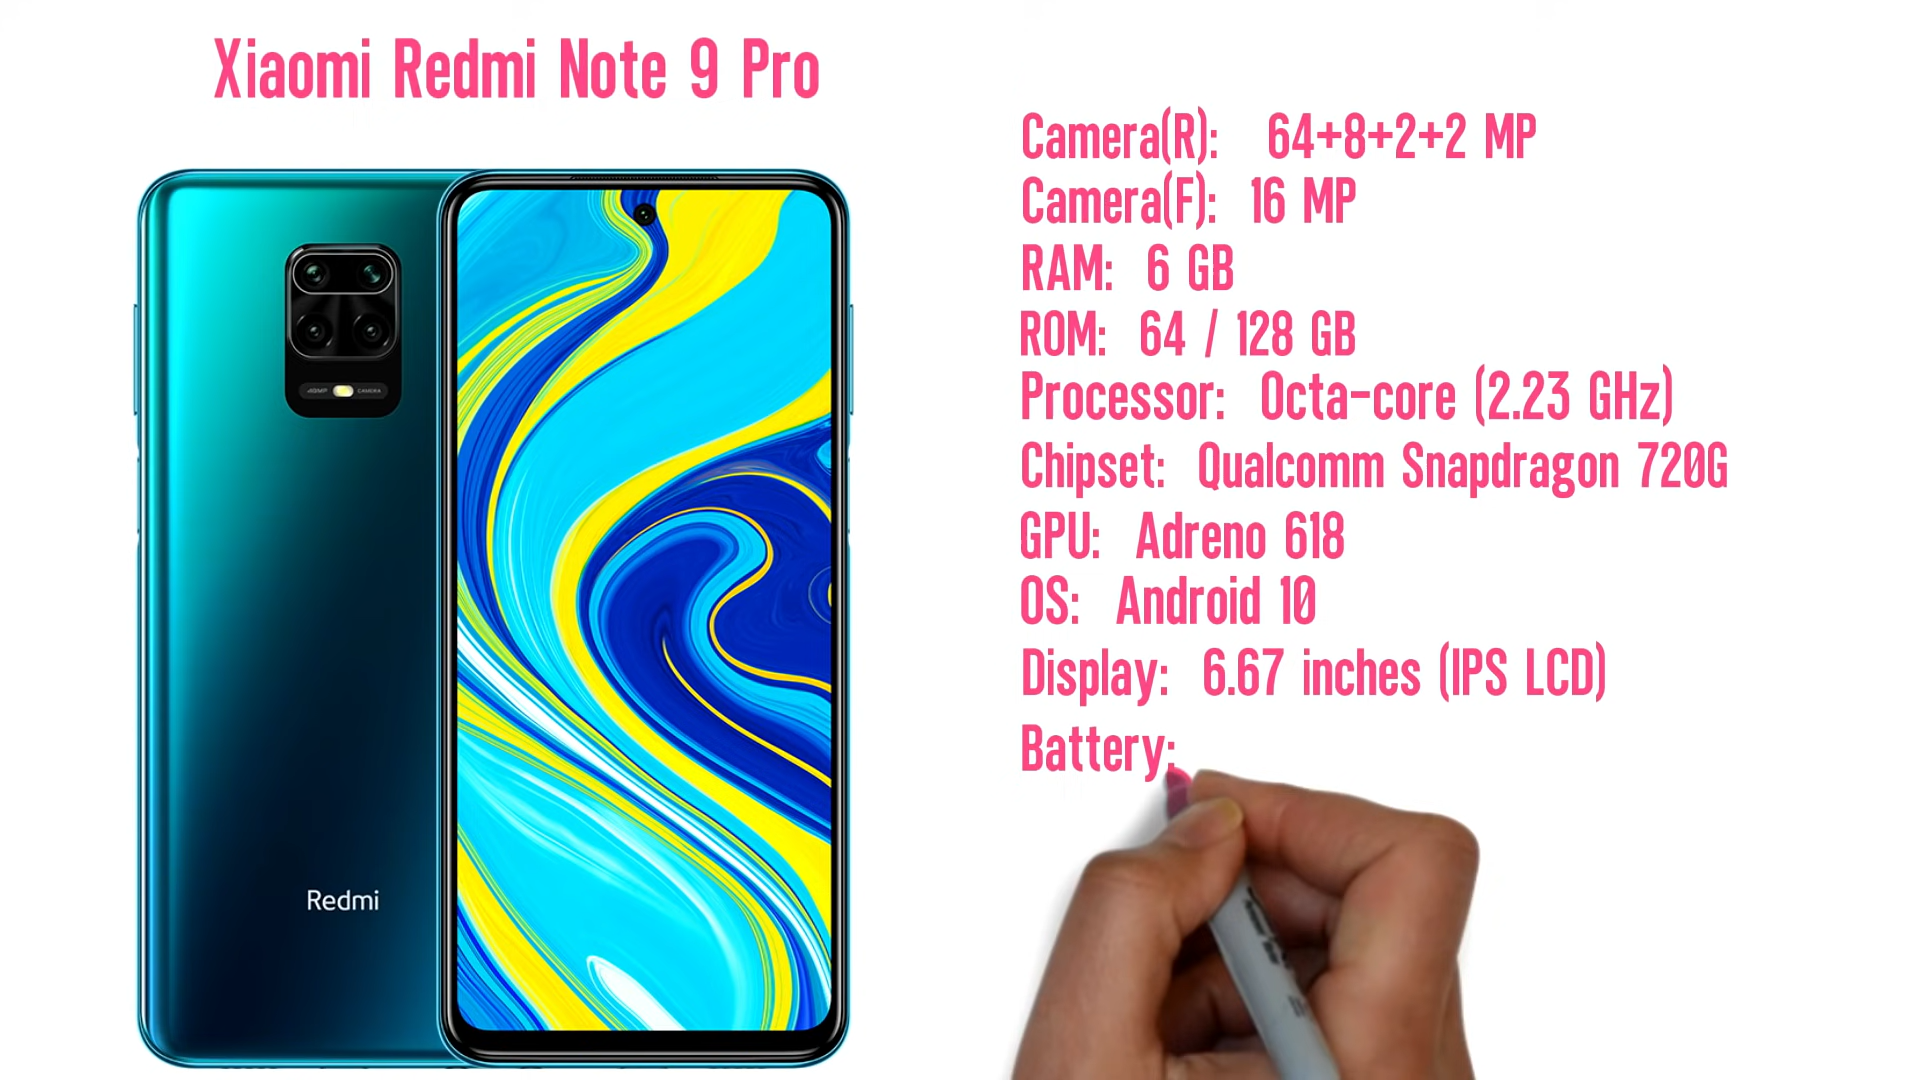 Xiaomi Redmi Note 9 Pro
Camera(R): 64+8+2+2 MP
Camera(F): 16 MP
RAM: 6 GB
ROM: 64 / 128 GB
Processor: Octa-core (2.23 GHz)
Chipset: Qualcomm Snapdragon 720G
GPU: Adreno 618
OS: Android 10
Display: 6.67 inches (IPS LCD)
Battery:
48MP CAMERA
Redmi